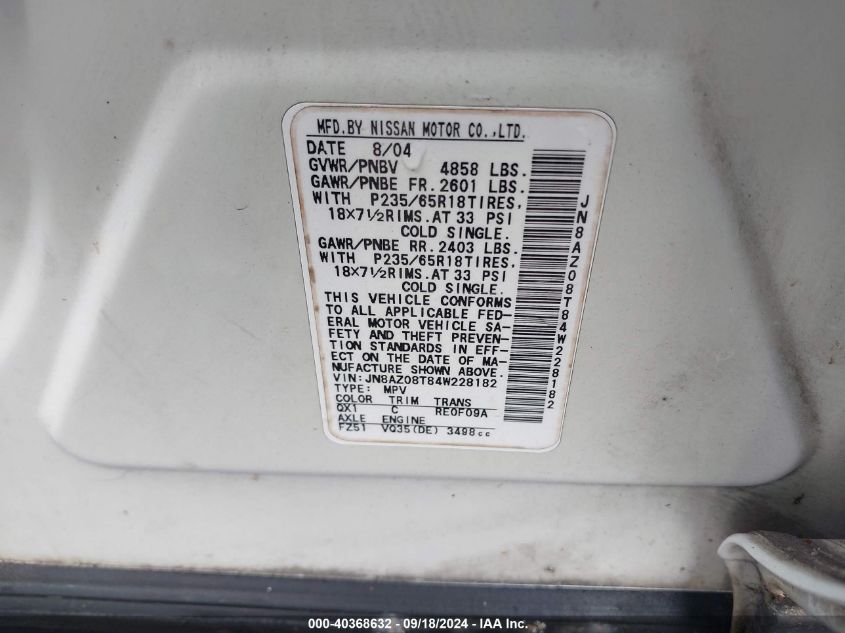 MFD.BY NISSAN MOTOR CO.,LTD.
DATE 8/04
GVWR/PNBV 4858 LBS.
GAWR/PNBE FR.2601 LBS.
WITH P235/65R18TIRES,
18X7½RIMS.AT 33 PSI
COLD SINGLE.
GAWR/PNBE RR.2403 LBS.
WITH P235/65R18TIRES,
18X7½RIMS.AT 33 PSI
COLD SINGLE.
THIS VEHICLE CONFORMS
TO ALL APPLICABLE FED-
ERAL MOTOR VEHICLE SA-
FETY AND THEFT PREVEN-
TION STANDARDS IN EFF-
ECT ON THE DATE OF MA-
NUFACTURE SHOWN ABOVE.
VIN:JN8AZ08T84W228182
TYPE: MPV
COLOR TRIM TRANS
QX1 C RE0F09A
AXLE ENGINE
FZ51 VQ35(DE) 3498cc
JN8AZ08T84W228182
000-40368632 - 09/18/2024 - IAA Inc.